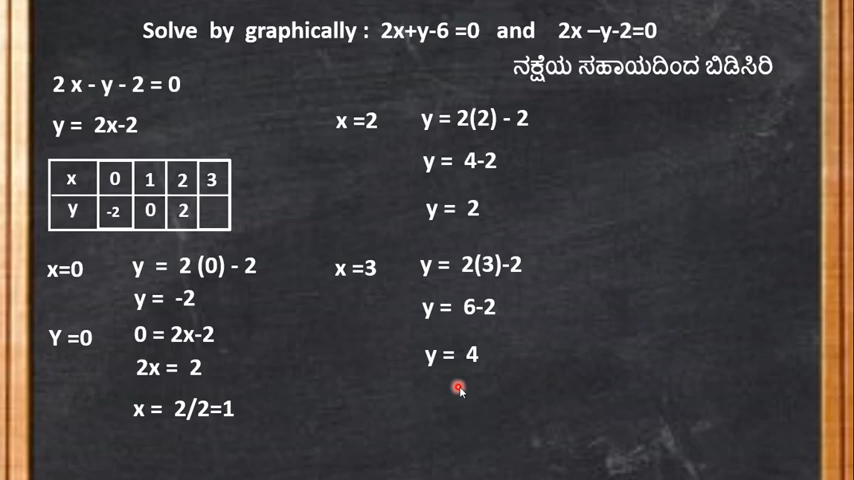 Solve by graphically : 2x+y-6 =0 and 2x –y-2=0
ನಕ್ಷೆಯ ಸಹಾಯದಿಂದ ಬಿಡಿಸಿರಿ
2 x - y - 2 = 0
y = 2x-2
x 0 1 2 3
y -2 0 2
x=0 y = 2 (0) - 2
y = -2
Y =0 0 = 2x-2
2x = 2
x = 2/2=1
x =2 y = 2(2) - 2
y = 4-2
y = 2
x =3 y = 2(3)-2
y = 6-2
y = 4